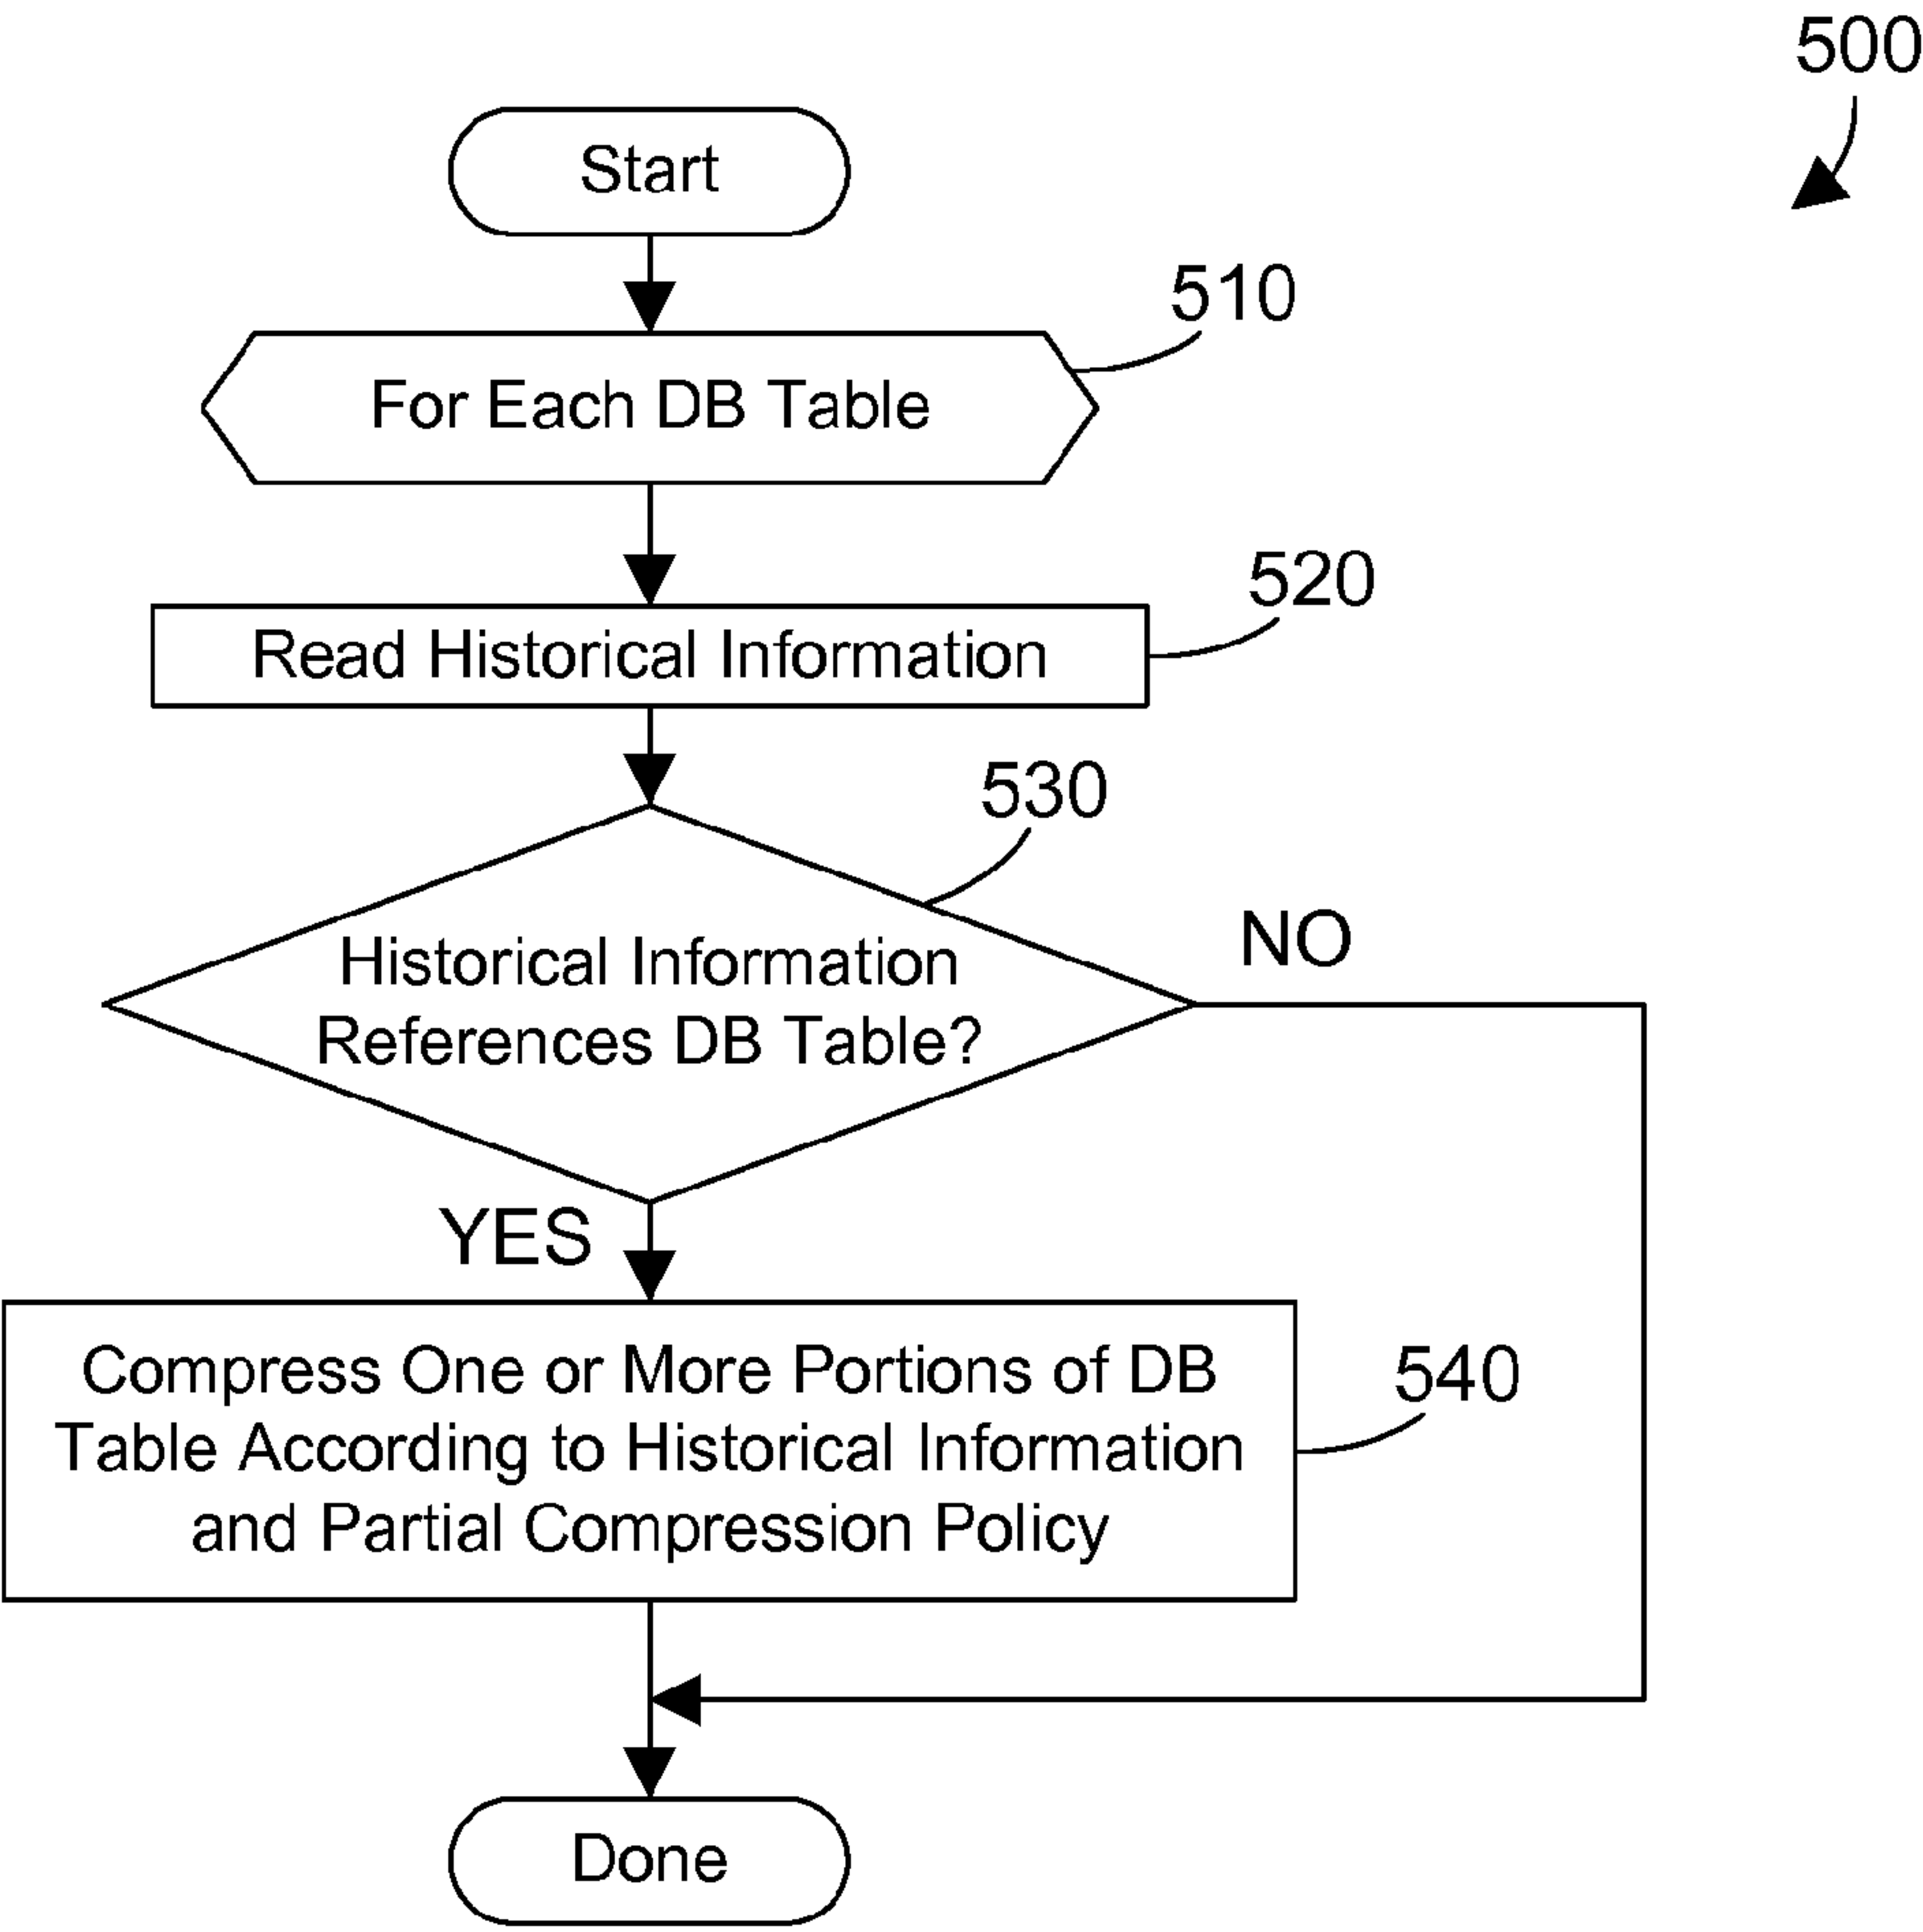 500
Start
510
For Each DB Table
520
Read Historical Information
530
Historical Information
References DB Table?
NO
YES
Compress One or More Portions of DB
Table According to Historical Information
and Partial Compression Policy
540
Done